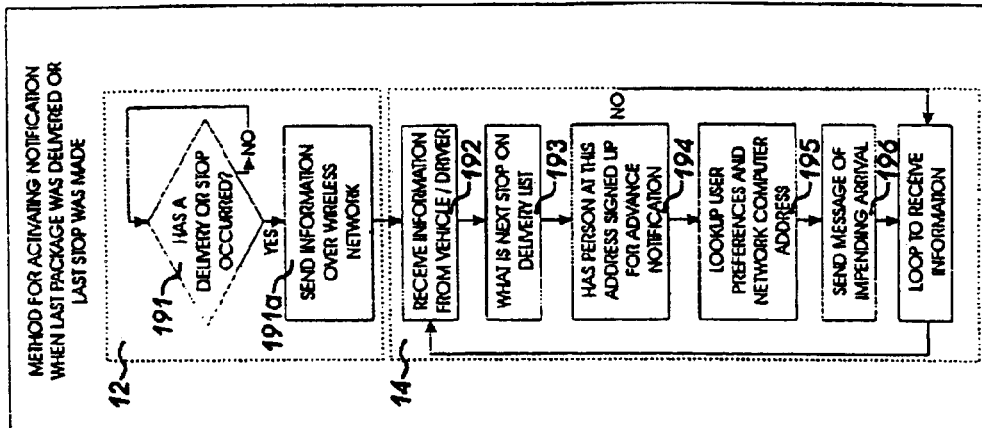 METHOD FOR ACTIVATING NOTIFICATION
WHEN LAST PACKAGE WAS DELIVERED OR
LAST STOP WAS MADE
12
191
HAS A
DELIVERY OR STOP
OCCURRED?
NO
YES
191a
SEND INFORMATION
OVER WIRELESS
NETWORK
14
RECEIVE INFORMATION
FROM VEHICLE / DRIVER
192
WHAT IS NEXT STOP ON
DELIVERY LIST
193
HAS PERSON AT THIS
ADDRESS SIGNED UP
FOR ADVANCE
NOTIFICATION
NO
194
LOOKUP USER
PREFERENCES AND
NETWORK COMPUTER
ADDRESS
195
SEND MESSAGE OF
IMPENDING ARRIVAL
196
LOOP TO RECEIVE
INFORMATION